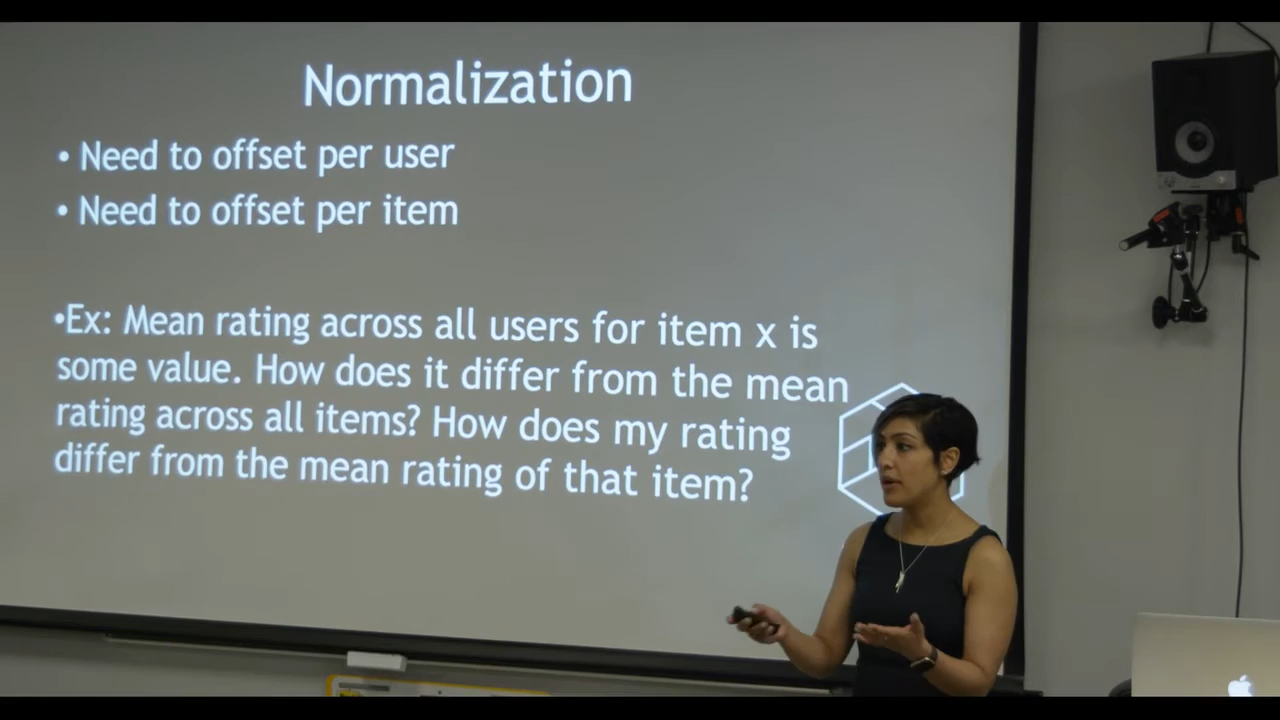 Normalization
• Need to offset per user
• Need to offset per item
•Ex: Mean rating across all users for item x is
some value. How does it differ from the mean
rating across all items? How does my rating
differ from the mean rating of that item?